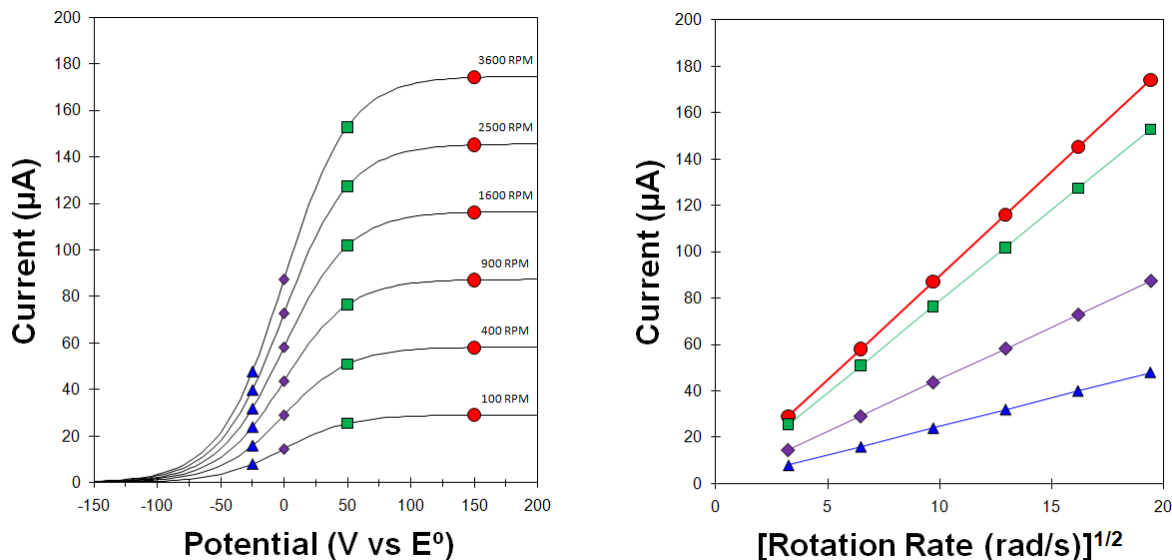 200
180
160
140
120
100
80
60
40
20
0
Current (µA)
3600 RPM
2500 RPM
1600 RPM
900 RPM
400 RPM
100 RPM
-150 -100 -50 0 50 100 150 200
Potential (V vs Eº)
200
180
160
140
120
100
80
60
40
20
0
Current (µA)
0 5 10 15 20
[Rotation Rate (rad/s)]1/2